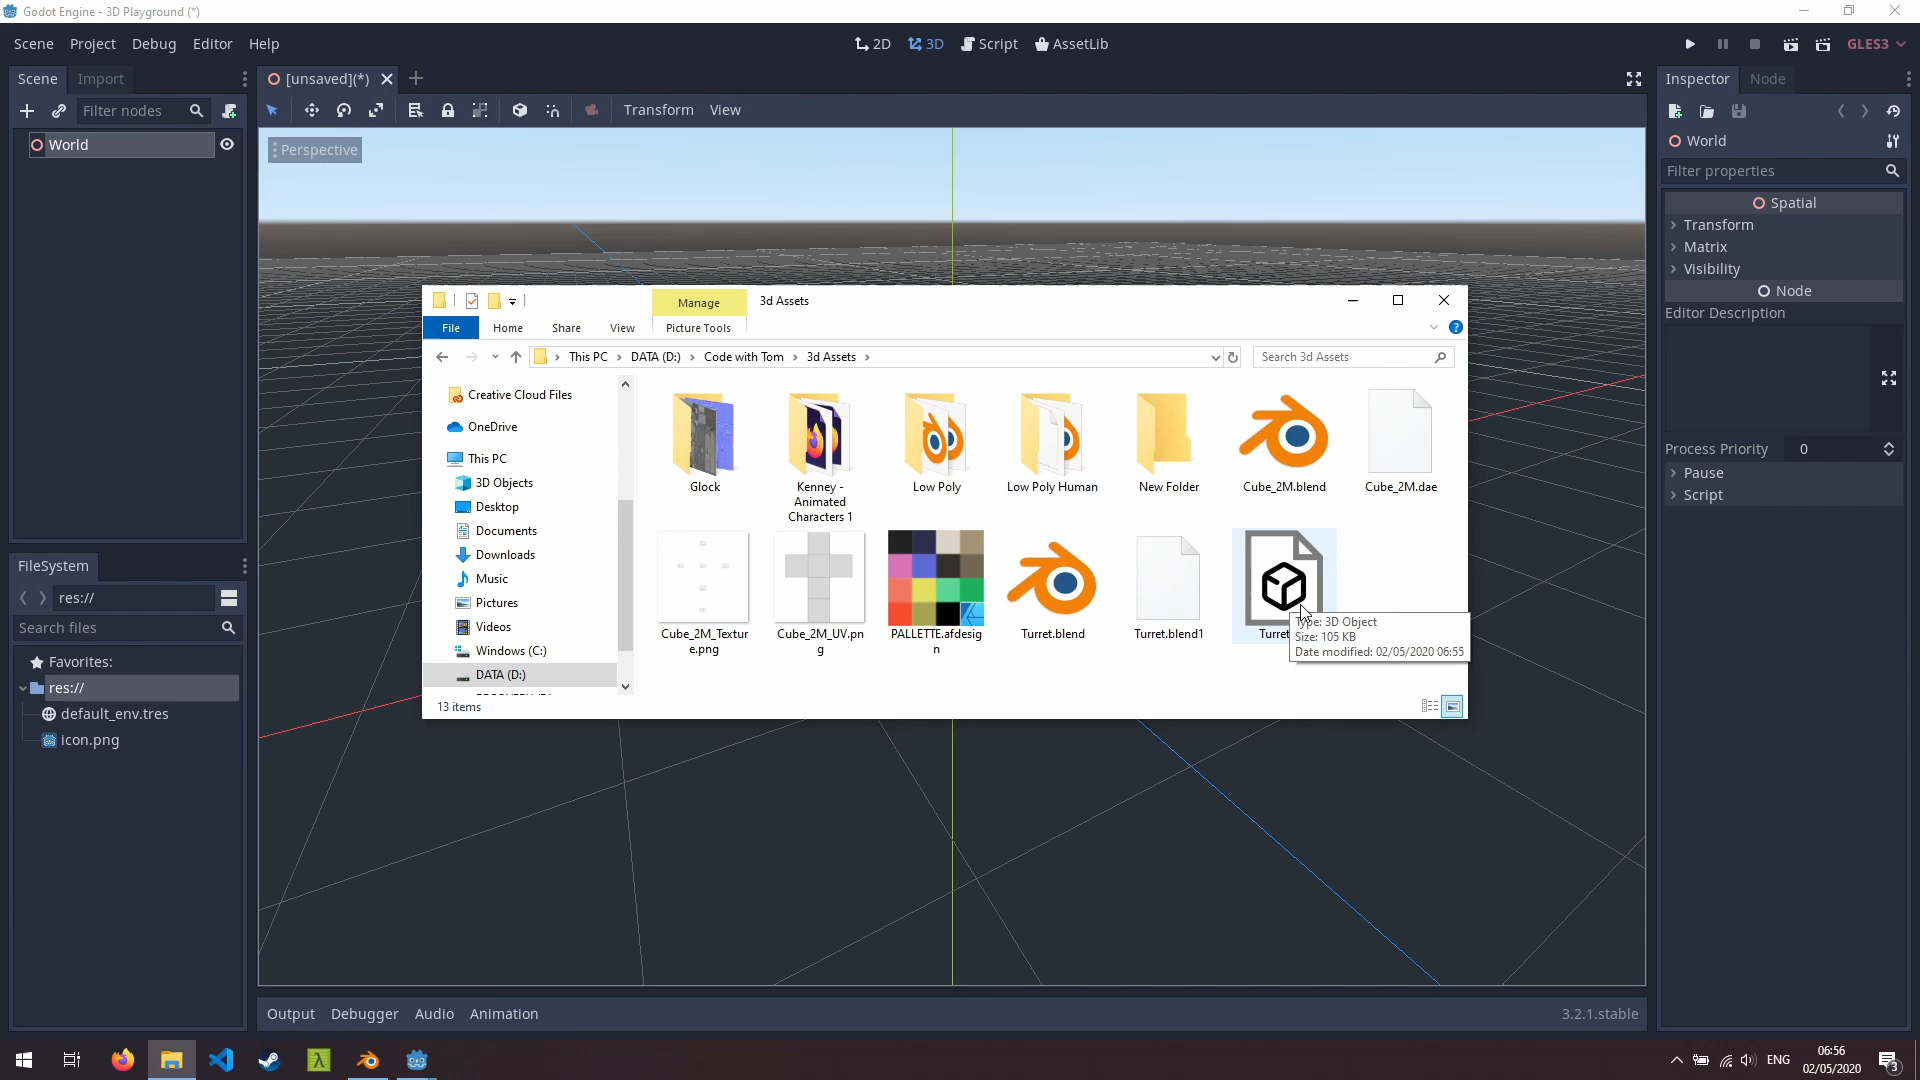 Godot Engine - 3D Playground (*)
Scene Project Debug Editor Help
2D 3D Script AssetLib
GLES3
Scene Import
[unsaved](*)
Inspector Node
Filter nodes
Transform View
World
Perspective
World
Filter properties
Spatial
Transform
Matrix
Visibility
Node
Editor Description
Process Priority 0
Pause
Script
Manage 3d Assets
File Home Share View Picture Tools
This PC DATA (D:) Code with Tom 3d Assets
Search 3d Assets
Creative Cloud Files
OneDrive
This PC
3D Objects
Desktop
Documents
Downloads
Music
Pictures
Videos
Windows (C:)
DATA (D:)
Glock
Kenney -
Animated
Characters 1
Low Poly
Low Poly Human
New Folder
Cube_2M.blend
Cube_2M.dae
Cube_2M_Textur
e.png
Cube_2M_UV.pn
g
PALLETTE.afdesig
n
Turret.blend
Turret.blend1
Turret
Type: 3D Object
Size: 105 KB
Date modified: 02/05/2020 06:55
13 items
FileSystem
res://
Search files
Favorites:
res://
default_env.tres
icon.png
Output Debugger Audio Animation
3.2.1.stable
ENG
06:56
02/05/2020
3